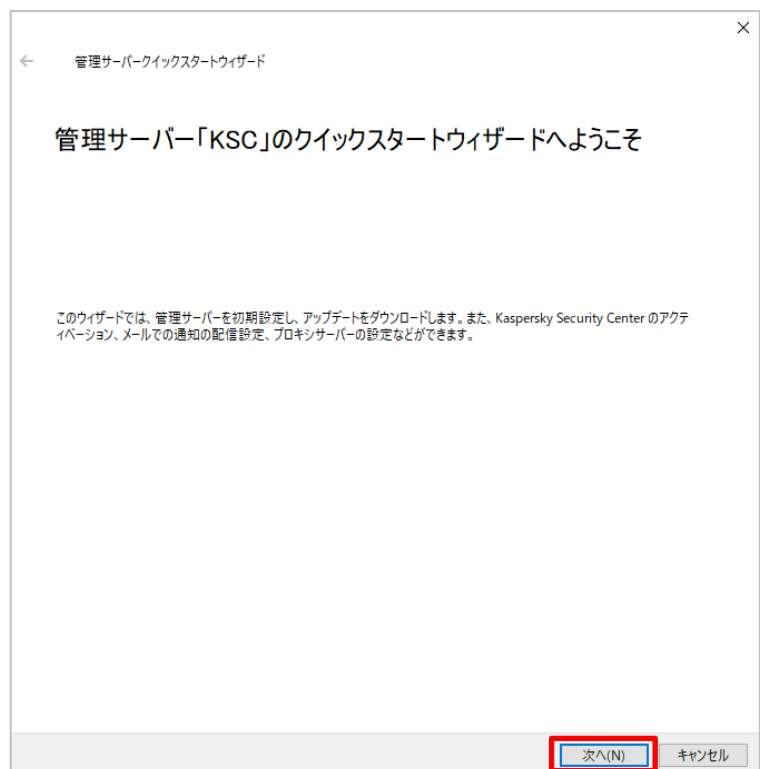 管理サーバークイックスタートウィザード
管理サーバー「KSC」のクイックスタートウィザードへようこそ
このウィザードでは、管理サーバーを初期設定し、アップデートをダウンロードします。また、Kaspersky Security Center のアクテ
ィベーション、メールでの通知の配信設定、プロキシサーバーの設定などができます。
次へ(N) キャンセル